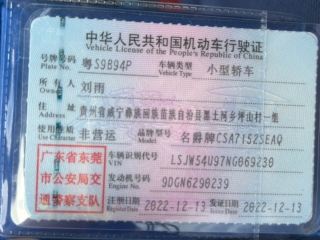 中华人民共和国机动车行驶证
Vehicle License of the People's Republic of China
号牌号码 粤S9B94P 车辆类型 小型轿车
Plate No. Vehicle Type
所有人 刘雨
Owner
住址 贵州省威宁彝族回族苗族自治县黑土河乡坪山村一组
Address
使用性质 非营运 品牌型号 名爵牌CSA7152SEAQ
Use Character Model
广东省东莞 车辆识别代号 LSJW54U97NG069230
市公安局交 VIN
通警察支队 发动机号码 9DGN6290239
Engine No.
注册日期 2022-12-13 发证日期 2022-12-13
Register Date Issue Date